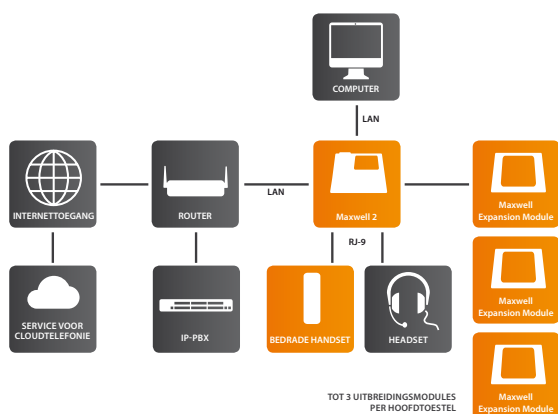 COMPUTER
LAN
INTERNETTOEGANG
ROUTER
LAN
Maxwell 2
Maxwell
Expansion Module
RJ-9
Maxwell
Expansion Module
SERVICE VOOR
CLOUDTELEFONIE
IP-PBX
BEDRADE HANDSET
HEADSET
TOT 3 UITBREIDINGSMODULES
PER HOOFDTOESTEL
Maxwell
Expansion Module